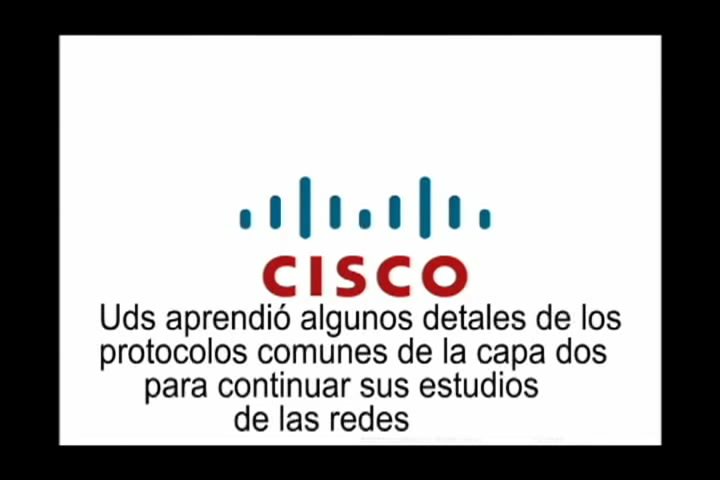 CISCO
Uds aprendió algunos detales de los
protocolos comunes de la capa dos
para continuar sus estudios
de las redes